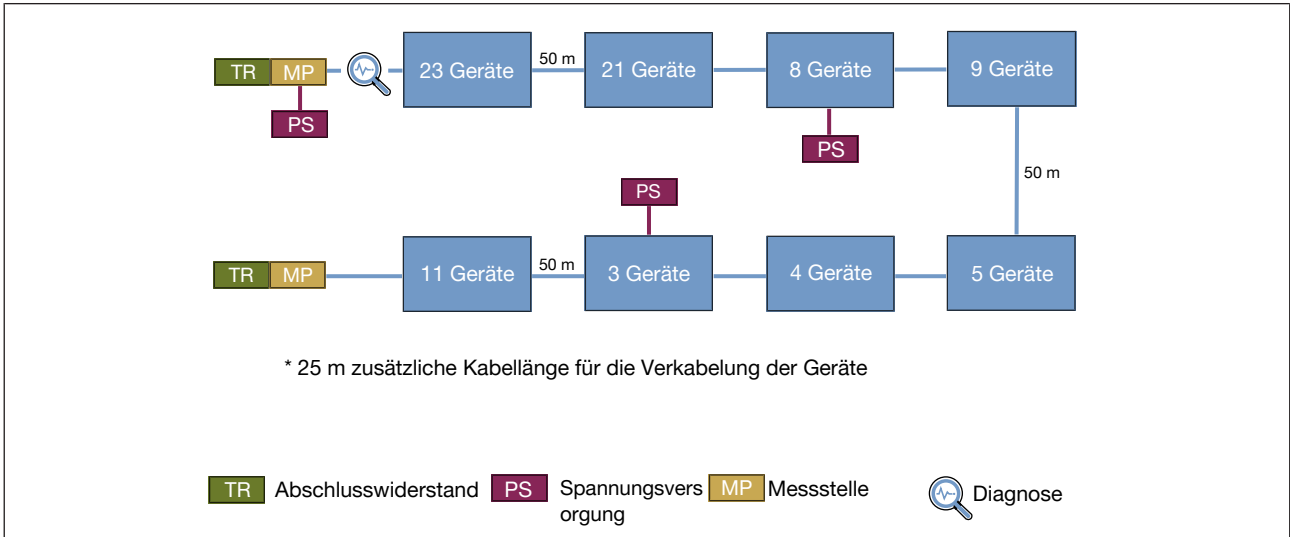 TR MP 23 Geräte 50 m 21 Geräte 8 Geräte 9 Geräte
PS
PS
50 m
PS
TR MP 11 Geräte 50 m 3 Geräte 4 Geräte 5 Geräte
* 25 m zusätzliche Kabellänge für die Verkabelung der Geräte
TR Abschlusswiderstand PS Spannungsvers MP Messstelle Diagnose
orgung